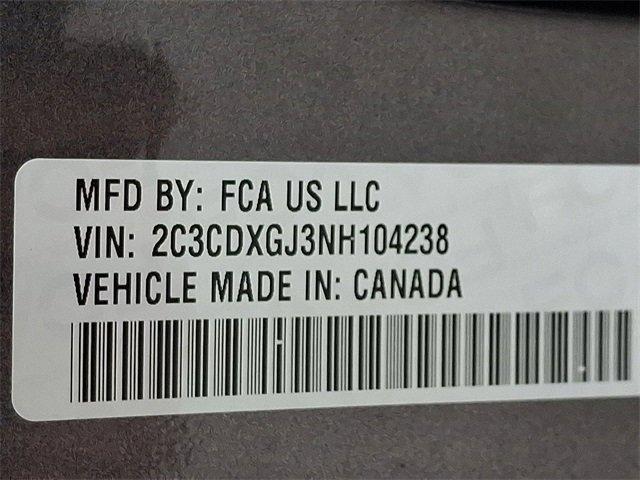 MFD BY: FCA US LLC
VIN: 2C3CDXGJ3NH104238
VEHICLE MADE IN: CANADA